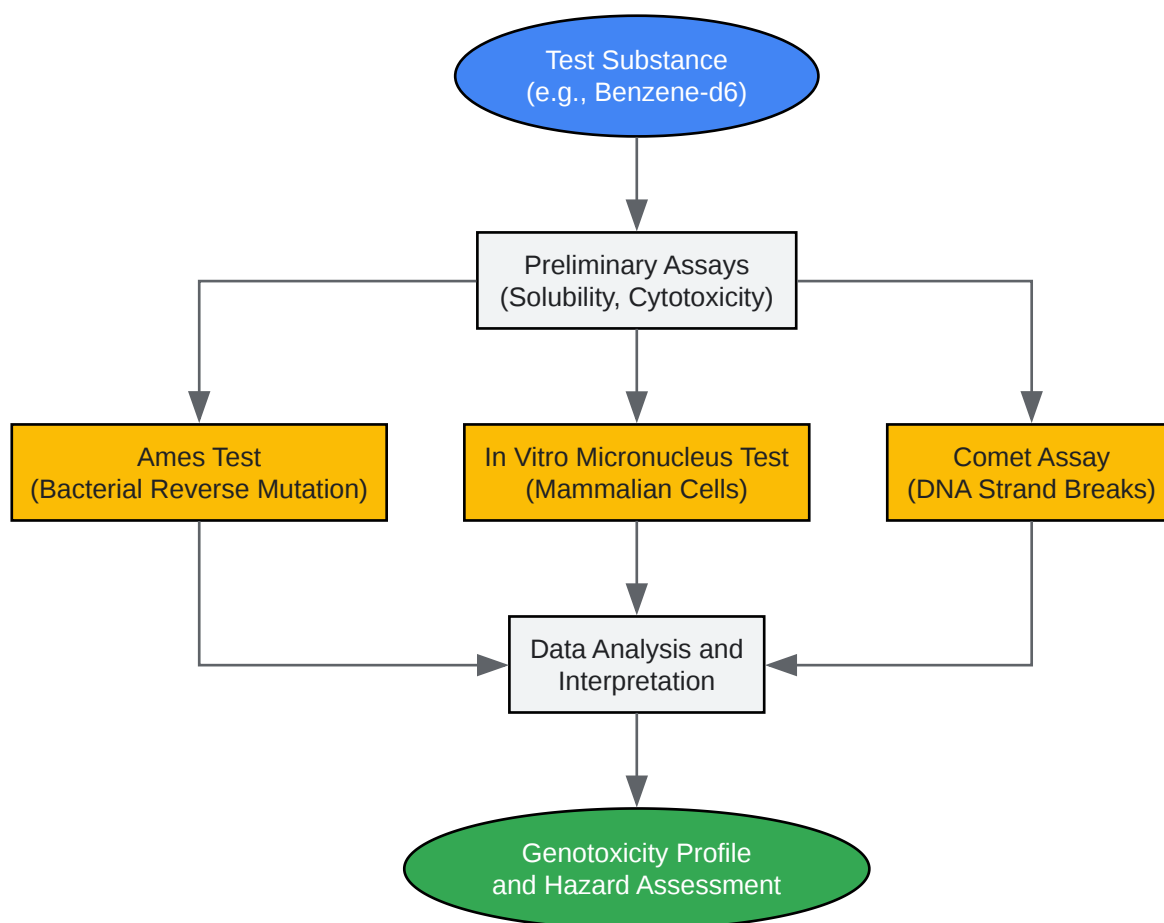 Test Substance
(e.g., Benzene-d6)
Preliminary Assays
(Solubility, Cytotoxicity)
Ames Test
(Bacterial Reverse Mutation)
In Vitro Micronucleus Test
(Mammalian Cells)
Comet Assay
(DNA Strand Breaks)
Data Analysis and
Interpretation
Genotoxicity Profile
and Hazard Assessment